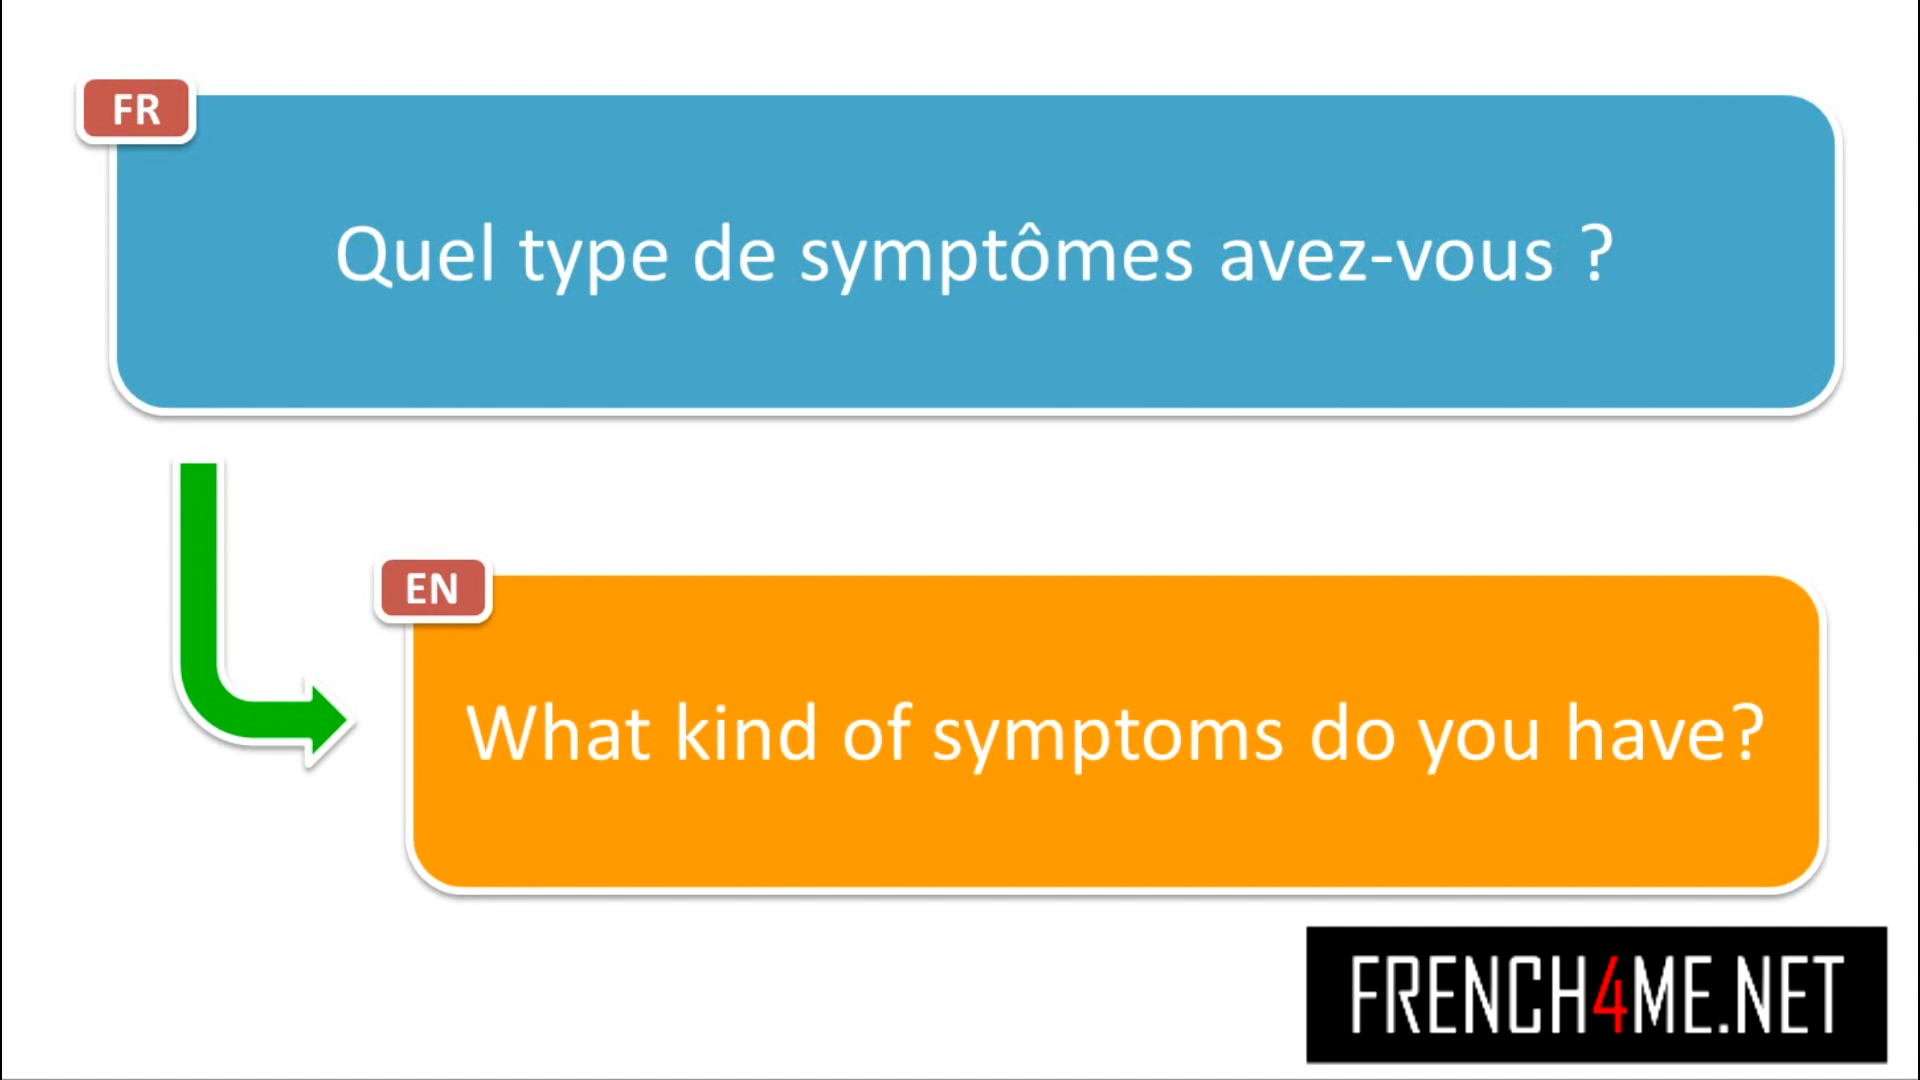 FR
Quel type de symptômes avez-vous ?
EN
What kind of symptoms do you have?
FRENCH4ME.NET